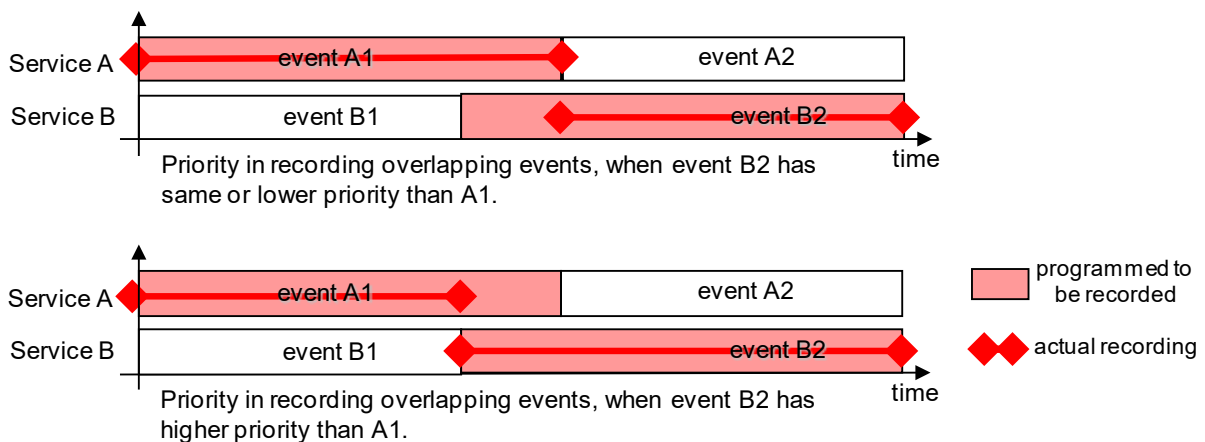 Service A
event A1
event A2
Service B
event B1
event B2
time
Priority in recording overlapping events, when event B2 has
same or lower priority than A1.
Service A
event A1
event A2
Service B
event B1
event B2
time
Priority in recording overlapping events, when event B2 has
higher priority than A1.
programmed to
be recorded
actual recording